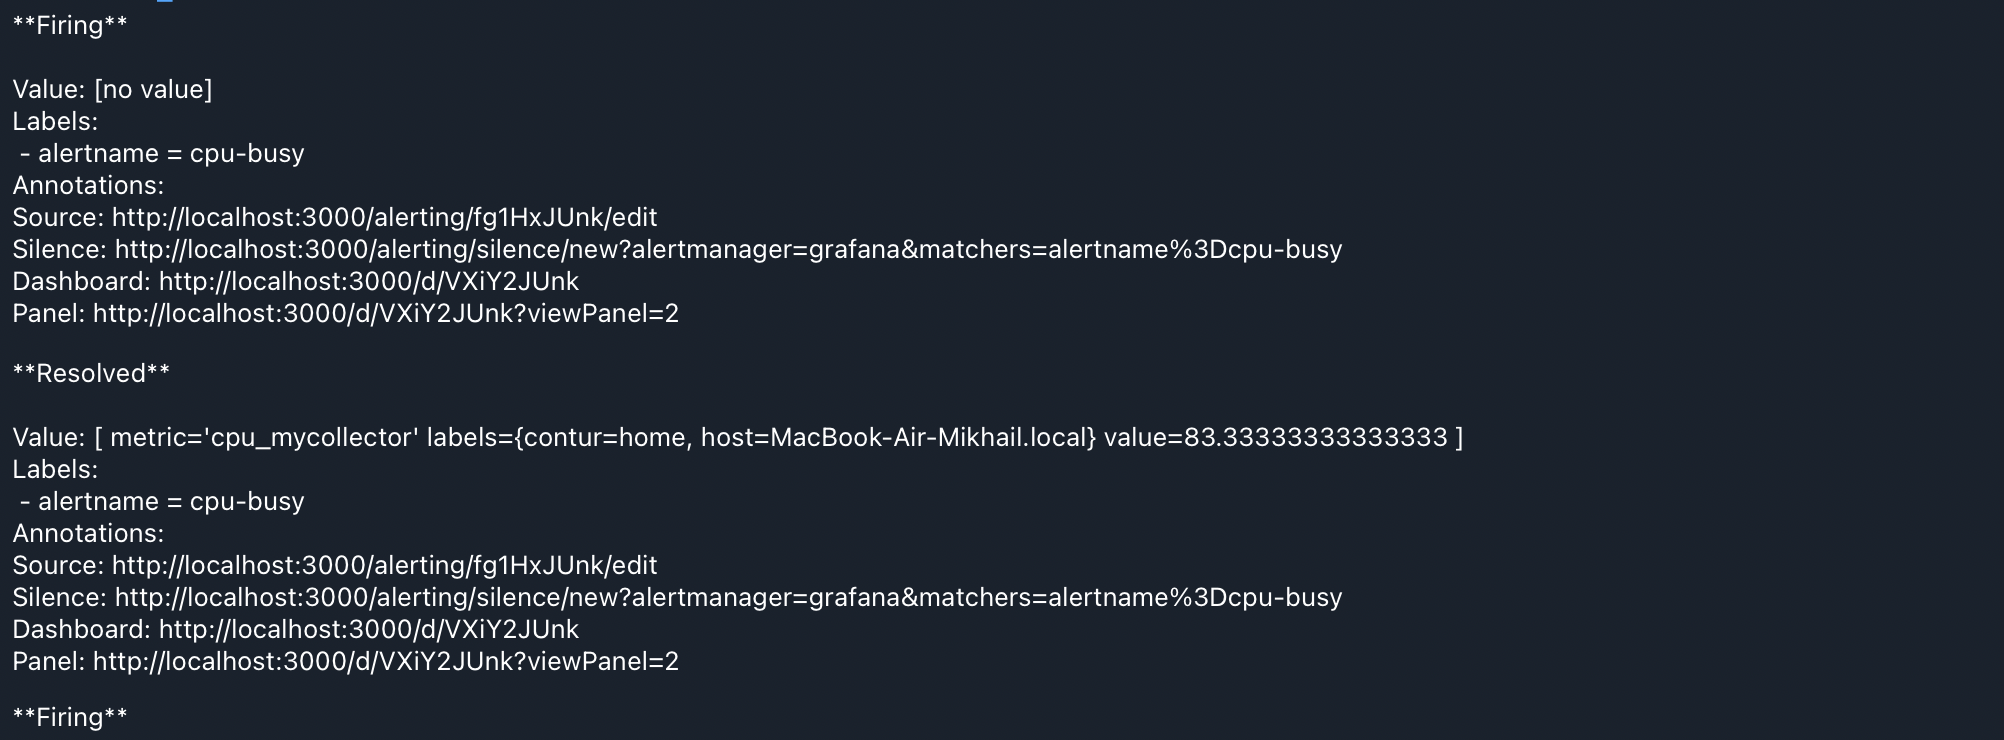 **Firing**
Value: [no value]
Labels:
- alertname = cpu-busy
Annotations:
Source: http://localhost:3000/alerting/fg1HxJUnk/edit
Silence: http://localhost:3000/alerting/silence/new?alertmanager=grafana&matchers=alertname%3Dcpu-busy
Dashboard: http://localhost:3000/d/VXiY2JUnk
Panel: http://localhost:3000/d/VXiY2JUnk?viewPanel=2
**Resolved**
Value: [ metric='cpu_mycollector' labels={contur=home, host=MacBook-Air-Mikhail.local} value=83.33333333333333 ]
Labels:
- alertname = cpu-busy
Annotations:
Source: http://localhost:3000/alerting/fg1HxJUnk/edit
Silence: http://localhost:3000/alerting/silence/new?alertmanager=grafana&matchers=alertname%3Dcpu-busy
Dashboard: http://localhost:3000/d/VXiY2JUnk
Panel: http://localhost:3000/d/VXiY2JUnk?viewPanel=2
**Firing**